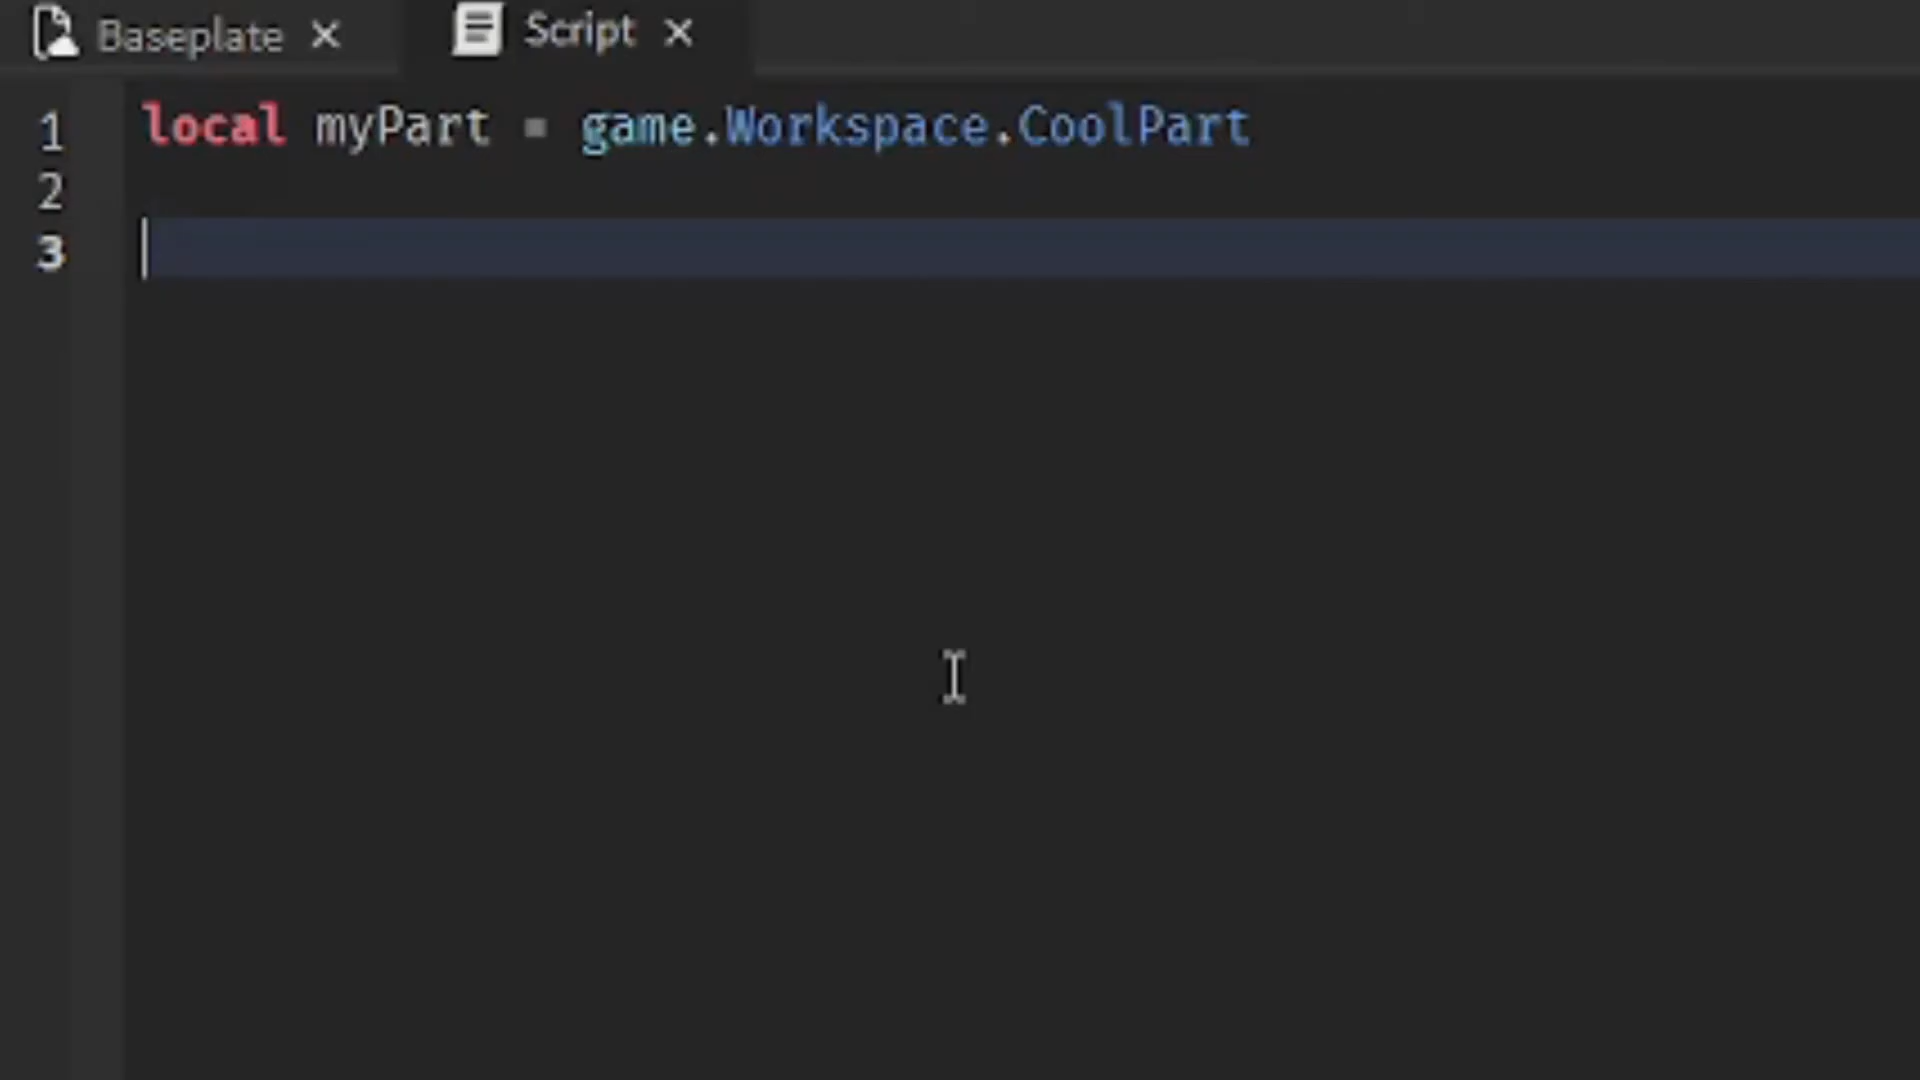 Baseplate × Script ×
1 local myPart = game.Workspace.CoolPart
2
3